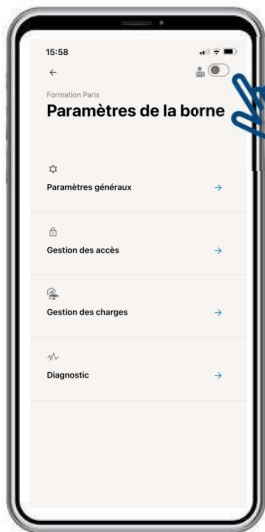 15:58
Formation Paris
Paramètres de la borne
Paramètres généraux
Gestion des accès
Gestion des charges
Diagnostic